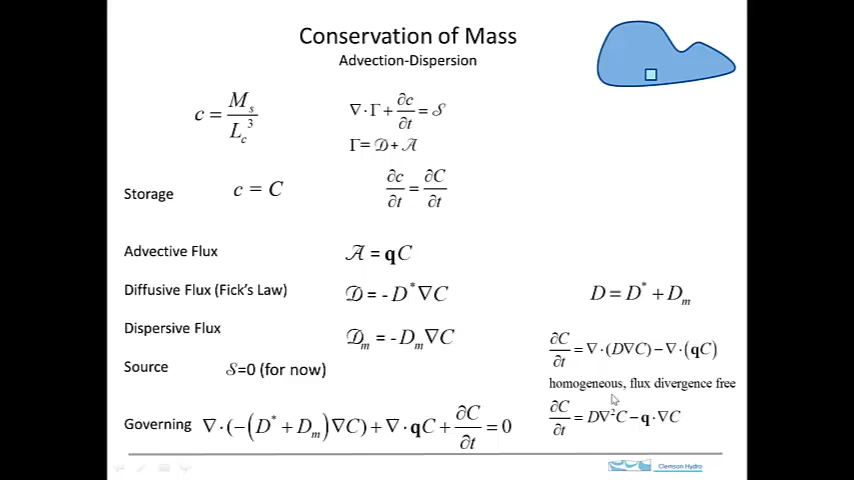 Conservation of Mass
Advection-Dispersion
c = M_s / L_c^3
∇·Γ + ∂c/∂t = 𝒮
Γ= 𝒟 + 𝒜
Storage c = C ∂c/∂t = ∂C/∂t
Advective Flux 𝒜 = qC
Diffusive Flux (Fick's Law) 𝒟 = - D*∇C D = D* + D_m
Dispersive Flux 𝒟_m = - D_m∇C
∂C/∂t = ∇·(D∇C) − ∇·(qC)
Source 𝒮=0 (for now)
homogeneous, flux divergence free
∂C/∂t = D∇²C − q·∇C
Governing ∇·(−(D* + D_m)∇C) + ∇·qC + ∂C/∂t = 0
Clemson Hydro